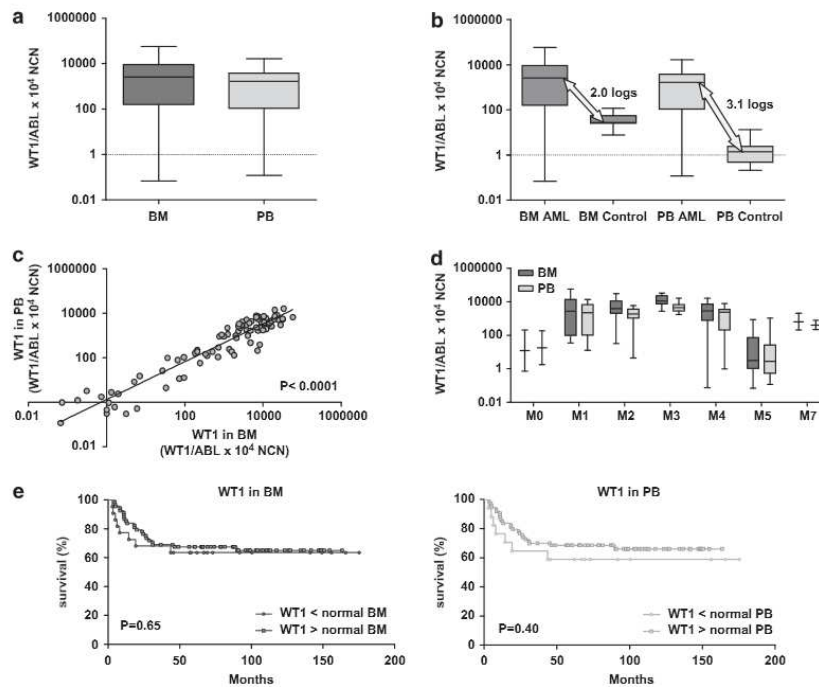 a
WT1/ABL x 10⁴ NCN
1000000
10000
100
1
0.01
BM
PB
b
WT1/ABL x 10⁴ NCN
1000000
10000
100
1
0.01
2.0 logs
3.1 logs
BM AML
BM Control
PB AML
PB Control
c
WT1 in PB
(WT1/ABL x 10⁴ NCN)
1000000
10000
100
0.01
0.01
100
10000
1000000
P< 0.0001
WT1 in BM
(WT1/ABL x 10⁴ NCN)
d
WT1/ABL x 10⁴ NCN
1000000
10000
100
1
0.01
BM
PB
M0
M1
M2
M3
M4
M5
M7
e
WT1 in BM
survival (%)
100
80
60
40
20
0
P=0.65
WT1 < normal BM
WT1 > normal BM
0
50
100
150
200
Months
WT1 in PB
survival (%)
100
80
60
40
20
0
P=0.40
WT1 < normal PB
WT1 > normal PB
0
50
100
150
200
Months